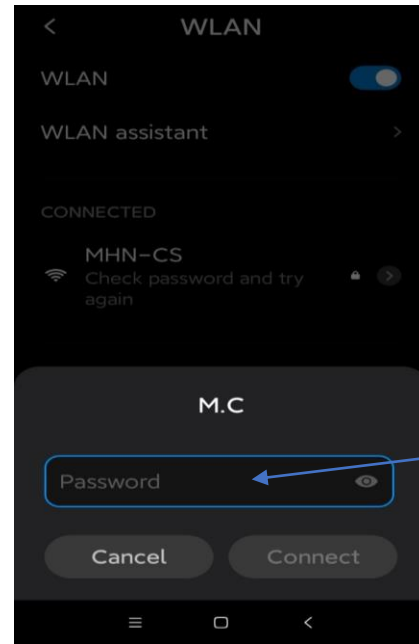 WLAN
WLAN
WLAN assistant
CONNECTED
MHN-CS
Check password and try
again
M.C
Password
Cancel
Connect